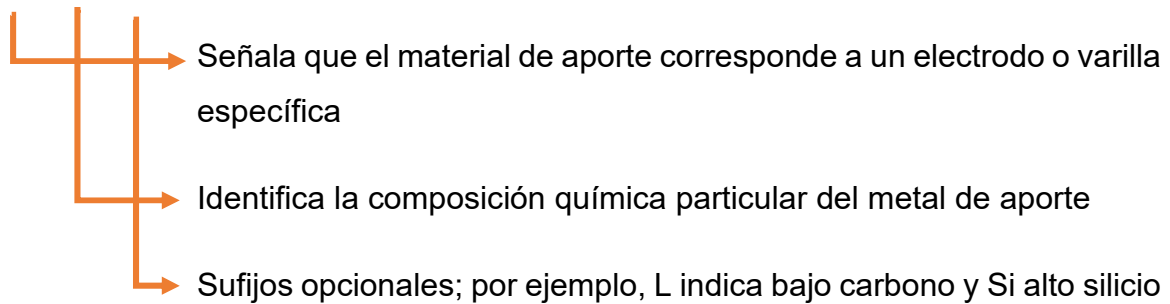 Señala que el material de aporte corresponde a un electrodo o varilla
específica
Identifica la composición química particular del metal de aporte
Sufijos opcionales; por ejemplo, L indica bajo carbono y Si alto silicio